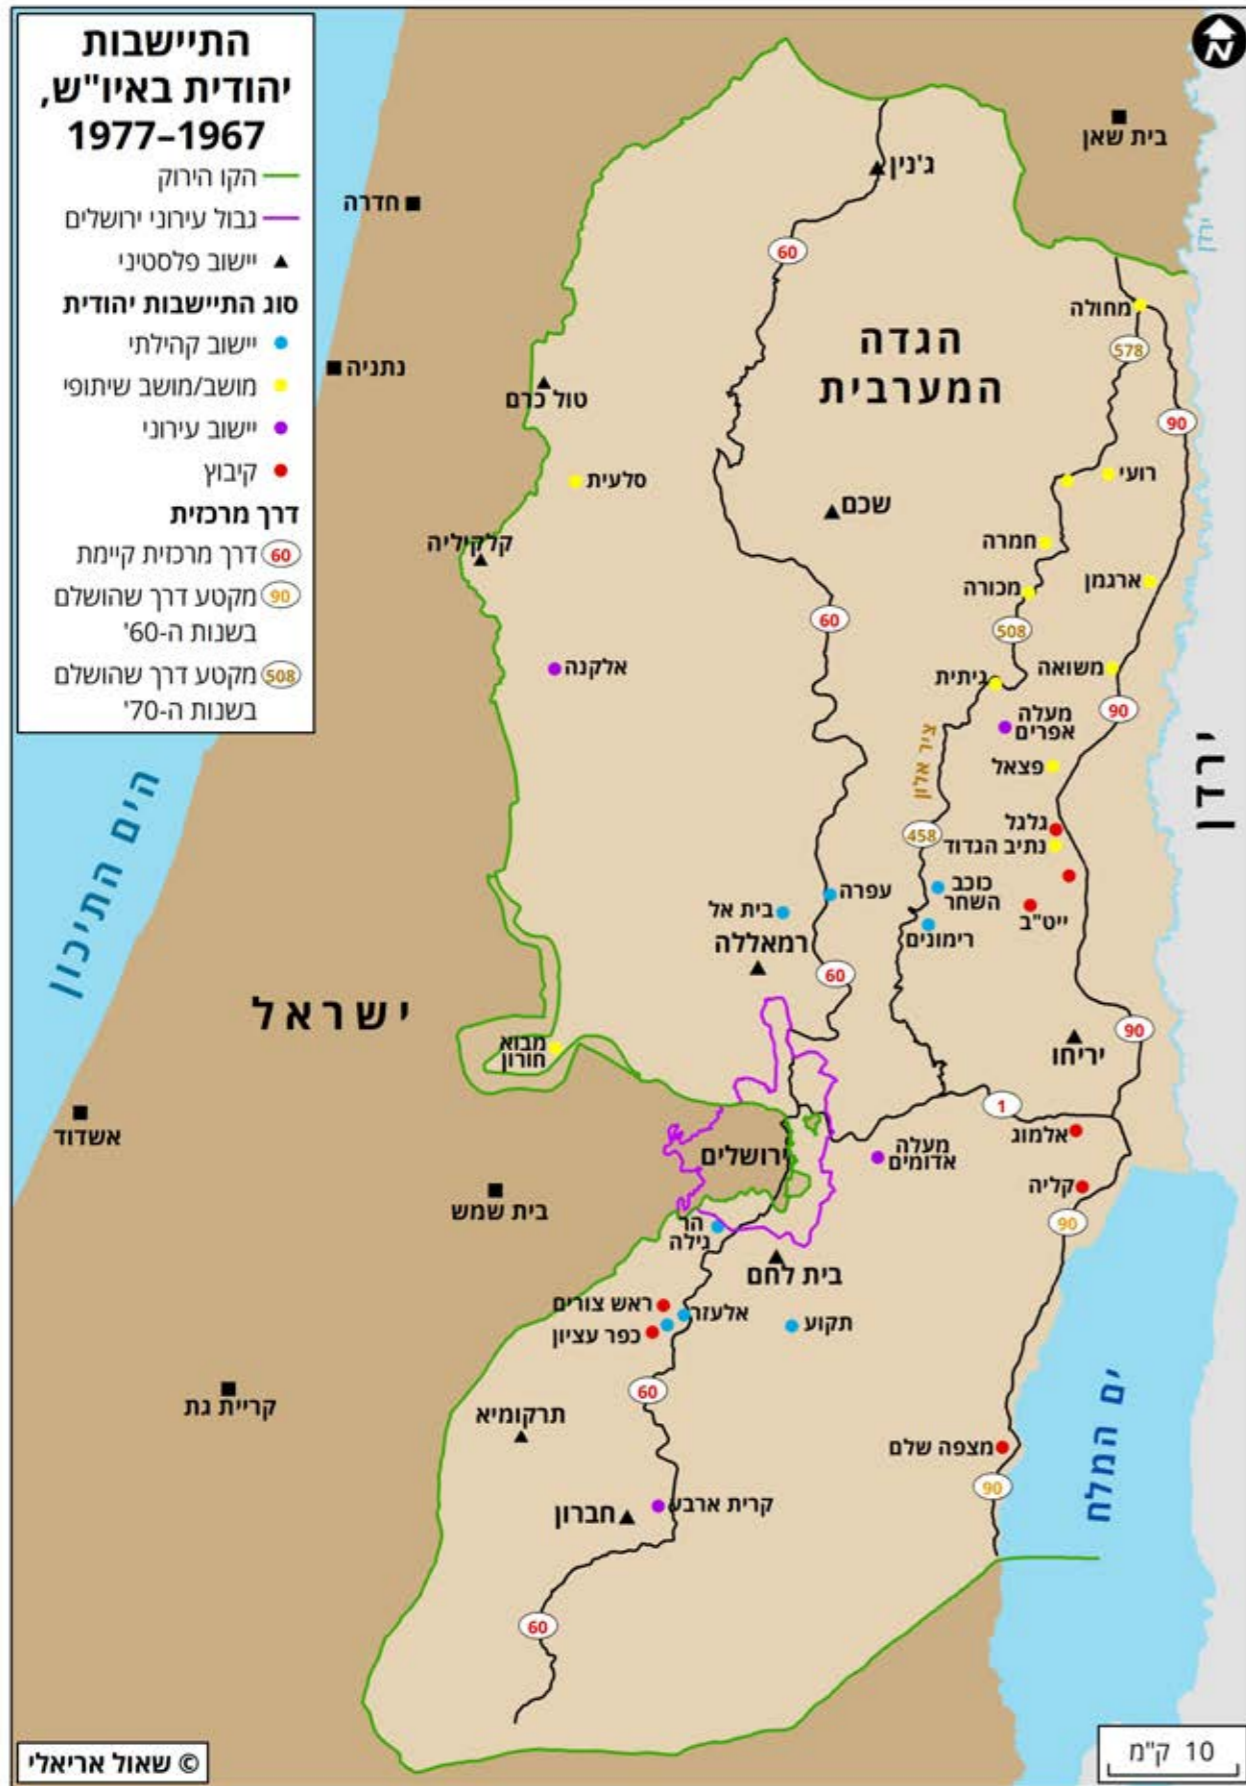 התיישבות
יהודית באיו"ש,
1977–1967
הקו הירוק
גבול עירוני ירושלים
יישוב פלסטיני
סוג התיישבות יהודית
יישוב קהילתי
מושב/מושב שיתופי
יישוב עירוני
קיבוץ
דרך מרכזית
60 דרך מרכזית קיימת
90 מקטע דרך שהושלם
בשנות ה-60'
508 מקטע דרך שהושלם
בשנות ה-70'
N
בית שאן
ג'נין
חדרה
ירדן
60
מחולה
הגדה
המערבית
578
נתניה
טול כרם
90
רועי
סלעית
שכם
קלקיליה
חמרה
ארגמן
מכורה
60
508
משואה
אלקנה
גיתית
90
מעלה
אפרים
ציר אלון
פצאל
ירדן
גלגל
458
נתיב הגדוד
כוכב
השחר
עפרה
בית אל
ייט"ב
רימונים
רמאללה
60
הים התיכון
ישראל
90
יריחו
מבוא
חורון
1
אשדוד
אלמוג
מעלה
אדומים
ירושלים
קליה
בית שמש
90
הר
גילה
בית לחם
ראש צורים
אלעזר
תקוע
כפר עציון
60
קריית גת
תרקומיא
ים המלח
מצפה שלם
90
קרית ארבע
חברון
60
10 ק"מ
© שאול אריאלי